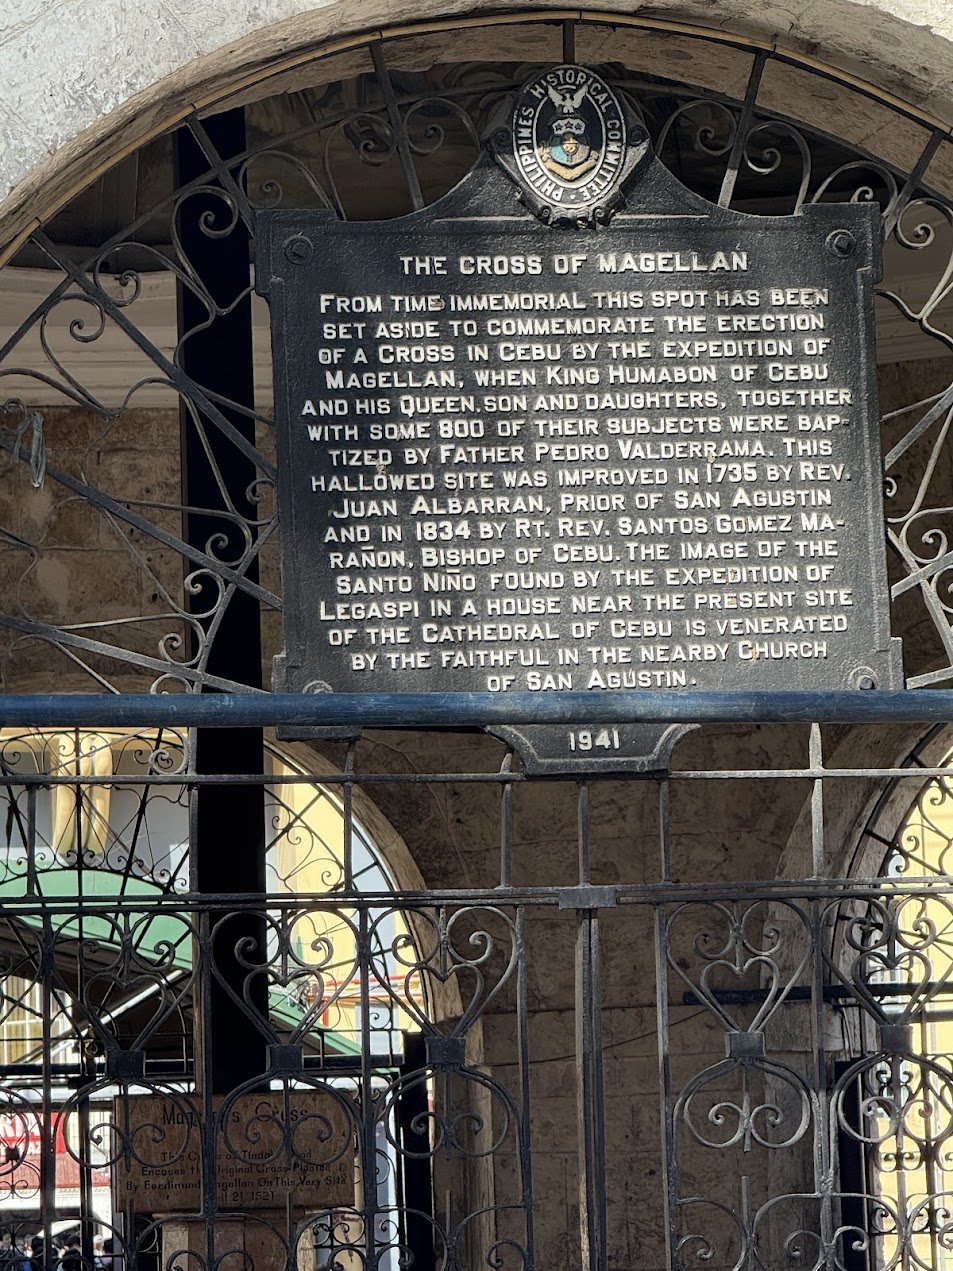 PHILIPPINES HISTORICAL COMMITTEE
THE CROSS OF MAGELLAN
FROM TIME IMMEMORIAL THIS SPOT HAS BEEN
SET ASIDE TO COMMEMORATE THE ERECTION
OF A CROSS IN CEBU BY THE EXPEDITION OF
MAGELLAN, WHEN KING HUMABON OF CEBU
AND HIS QUEEN, SON AND DAUGHTERS, TOGETHER
WITH SOME 800 OF THEIR SUBJECTS WERE BAP-
TIZED BY FATHER PEDRO VALDERRAMA. THIS
HALLOWED SITE WAS IMPROVED IN 1735 BY REV.
JUAN ALBARRAN, PRIOR OF SAN AGUSTIN
AND IN 1834 BY RT. REV. SANTOS GOMEZ MA-
RAÑON, BISHOP OF CEBU. THE IMAGE OF THE
SANTO NIÑO FOUND BY THE EXPEDITION OF
LEGASPI IN A HOUSE NEAR THE PRESENT SITE
OF THE CATHEDRAL OF CEBU IS VENERATED
BY THE FAITHFUL IN THE NEARBY CHURCH
OF SAN AGUSTIN.
1941
Cross
This of
Encases the Original Cross Planted
By Ferdinand Magellan On This Very Site
21, 1521